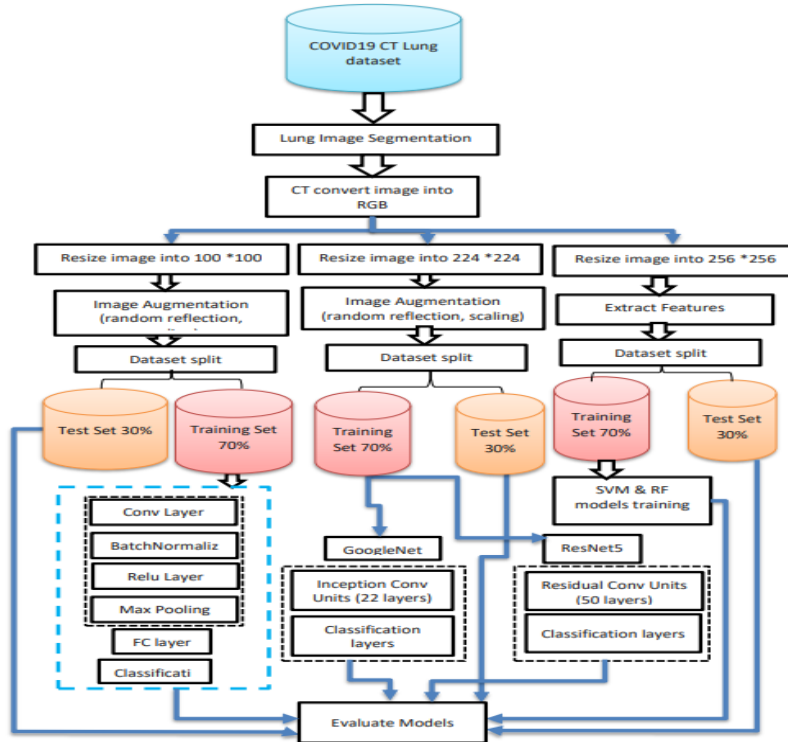 COVID19 CT Lung
dataset
Lung Image Segmentation
CT convert image into
RGB
Resize image into 100 *100
Resize image into 224 *224
Resize image into 256 *256
Image Augmentation
(random reflection,
Image Augmentation
(random reflection, scaling)
Extract Features
Dataset split
Dataset split
Dataset split
Test Set 30%
Training Set
70%
Training
Set 70%
Test Set
30%
Training
Set 70%
Test Set
30%
SVM & RF
models training
Conv Layer
BatchNormaliz
Relu Layer
Max Pooling
FC layer
Classificati
GoogleNet
Inception Conv
Units (22 layers)
Classification
layers
ResNet5
Residual Conv Units
(50 layers)
Classification layers
Evaluate Models